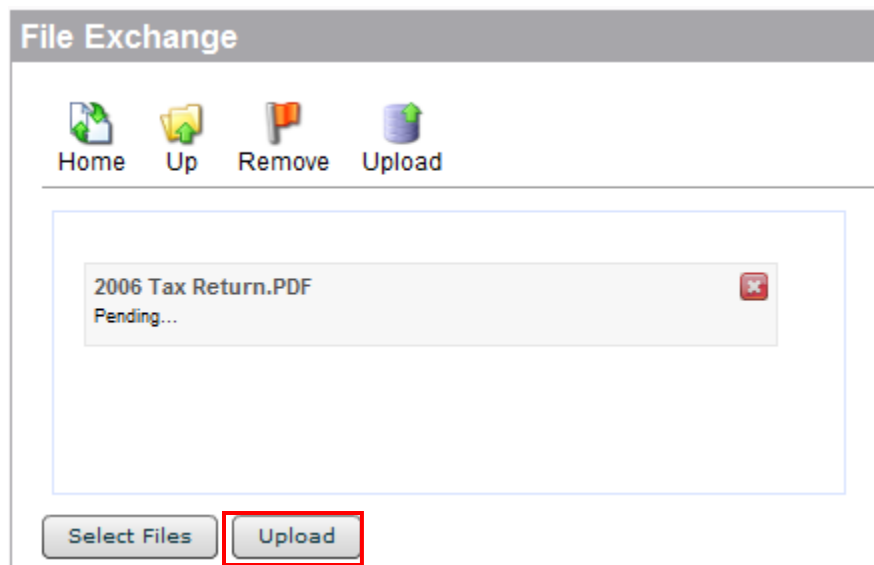 File Exchange
Home Up Remove Upload
2006 Tax Return.PDF
Pending...
Select Files Upload